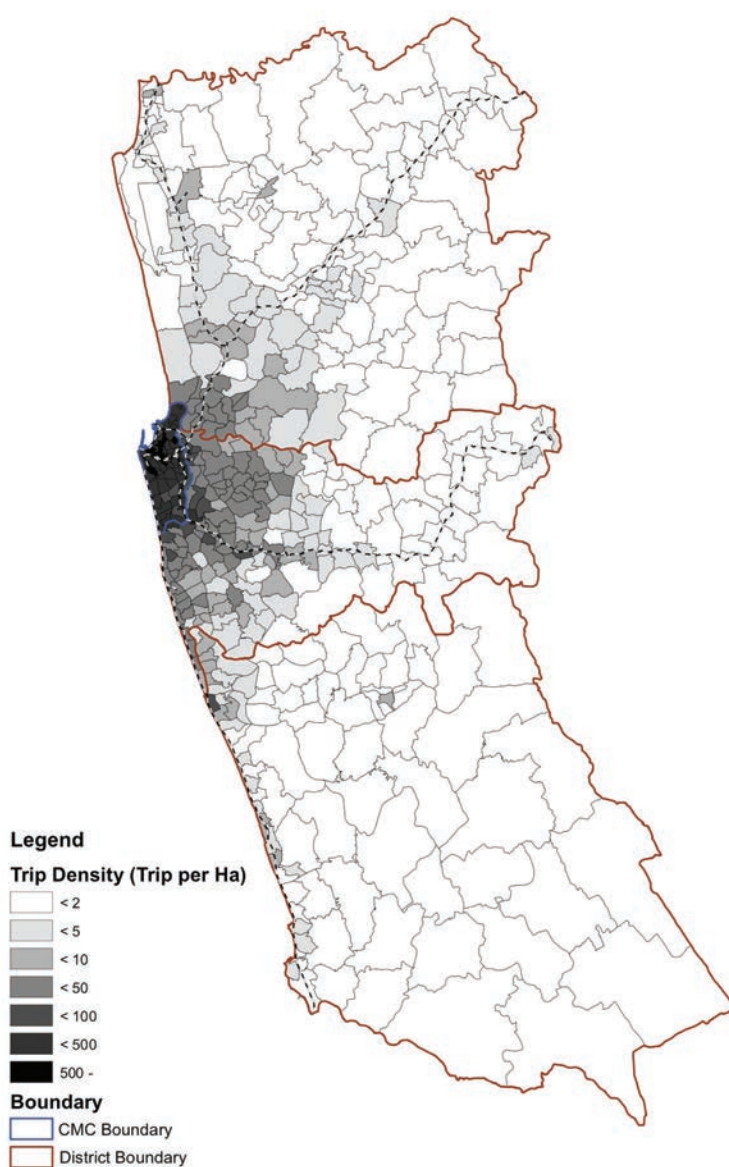 Legend
Trip Density (Trip per Ha)
< 2
< 5
< 10
< 50
< 100
< 500
500 -
Boundary
CMC Boundary
District Boundary